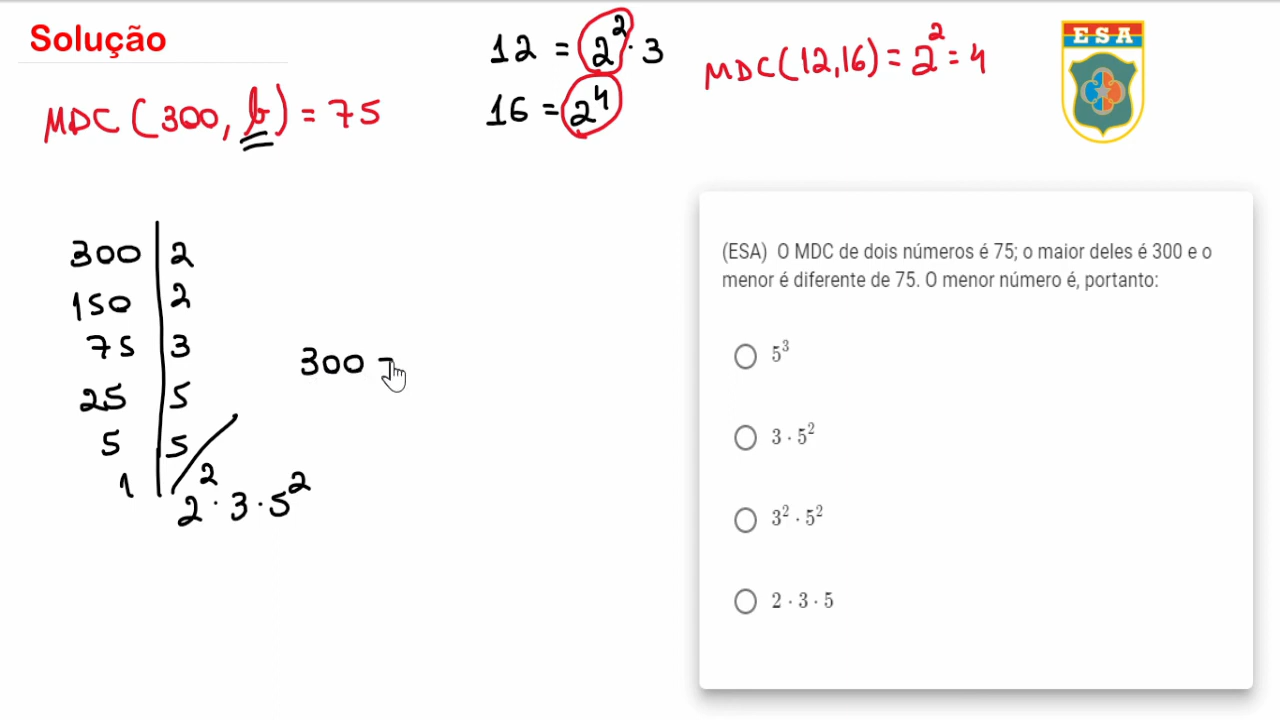 Solução
12 = 2² · 3
16 = 2⁴
MDC(12,16) = 2² = 4
ESA
MDC(300, b) = 75
300 | 2
150 | 2
75 | 3
25 | 5
5 | 5
1
2² · 3 · 5²
300 =
(ESA) O MDC de dois números é 75; o maior deles é 300 e o
menor é diferente de 75. O menor número é, portanto:
5³
3 · 5²
3² · 5²
2 · 3 · 5